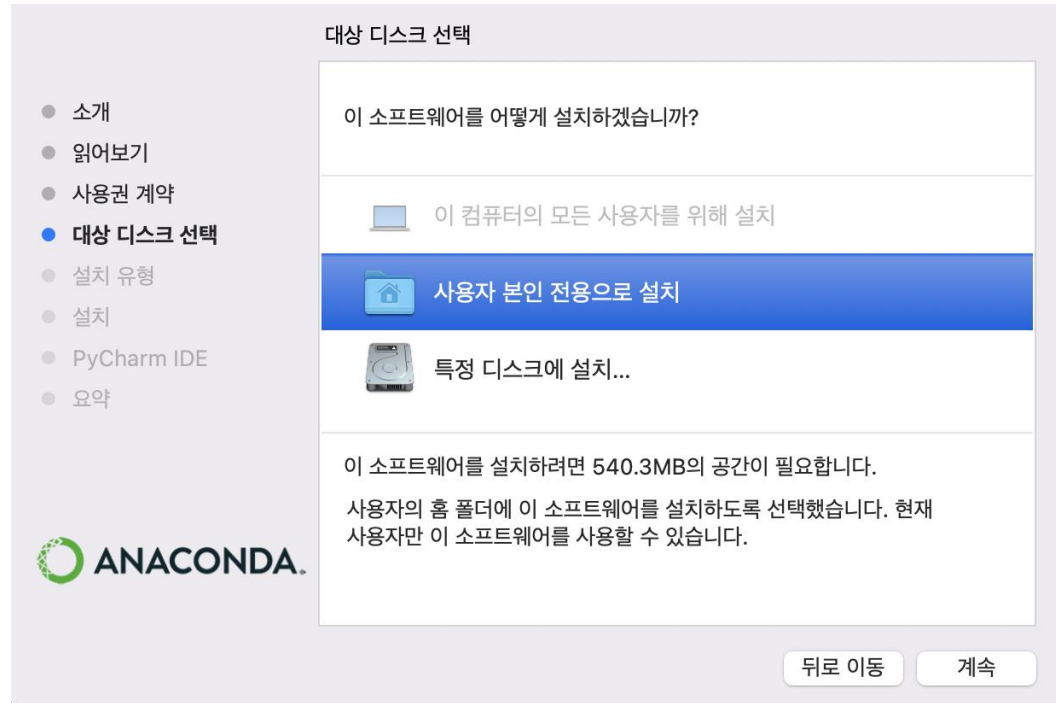 대상 디스크 선택
소개
읽어보기
사용권 계약
대상 디스크 선택
설치 유형
설치
PyCharm IDE
요약
ANACONDA.
이 소프트웨어를 어떻게 설치하겠습니까?
이 컴퓨터의 모든 사용자를 위해 설치
사용자 본인 전용으로 설치
특정 디스크에 설치...
이 소프트웨어를 설치하려면 540.3MB의 공간이 필요합니다.
사용자의 홈 폴더에 이 소프트웨어를 설치하도록 선택했습니다. 현재
사용자만 이 소프트웨어를 사용할 수 있습니다.
뒤로 이동
계속